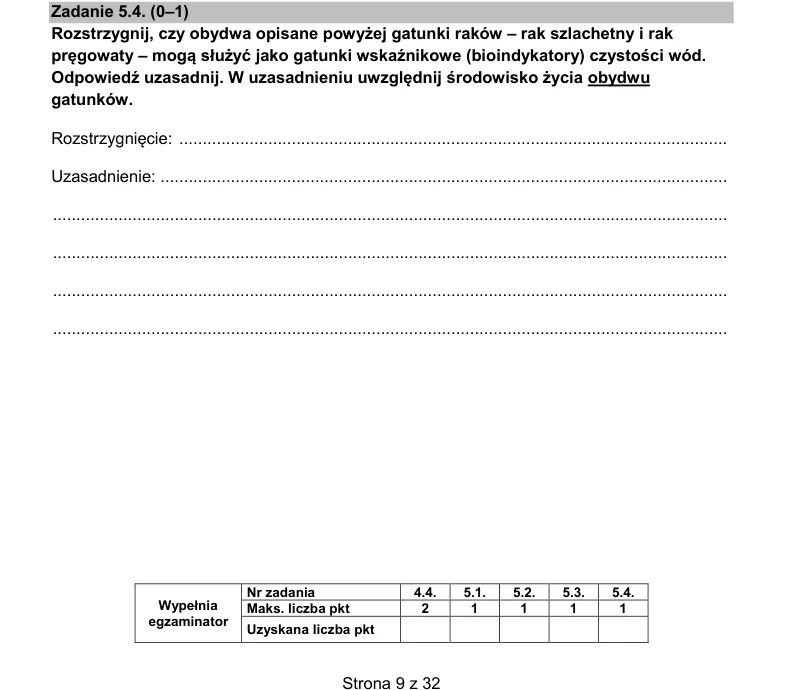 Zadanie 5.4. (0–1)
Rozstrzygnij, czy obydwa opisane powyżej gatunki raków – rak szlachetny i rak
pręgowaty – mogą służyć jako gatunki wskaźnikowe (bioindykatory) czystości wód.
Odpowiedź uzasadnij. W uzasadnieniu uwzględnij środowisko życia obydwu
gatunków.
Rozstrzygnięcie: ....................................................................................................................
Uzasadnienie: ........................................................................................................................
................................................................................................................................................
................................................................................................................................................
................................................................................................................................................
................................................................................................................................................
Wypełnia egzaminator
Nr zadania 4.4. 5.1. 5.2. 5.3. 5.4.
Maks. liczba pkt 2 1 1 1 1
Uzyskana liczba pkt
Strona 9 z 32